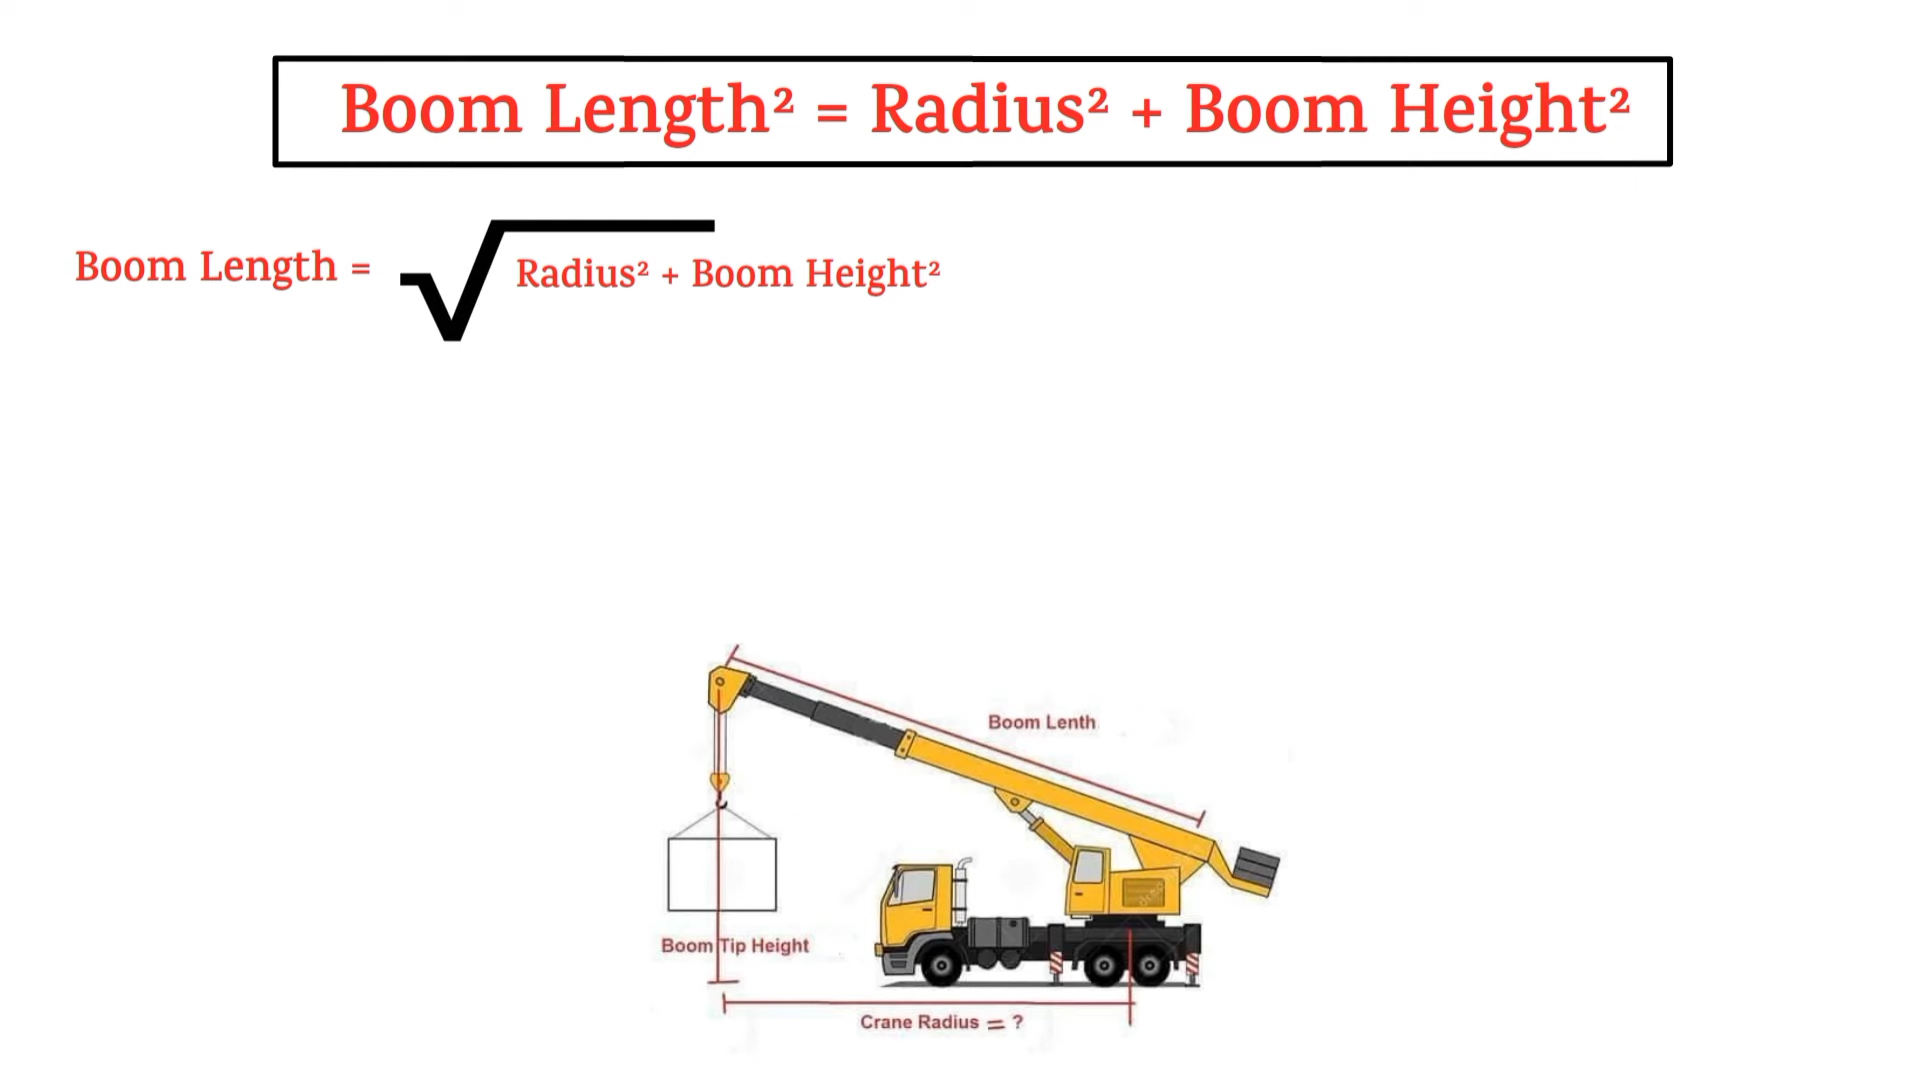 Boom Length² = Radius² + Boom Height²
Boom Length = √ Radius² + Boom Height²
Boom Lenth
Boom Tip Height
Crane Radius = ?